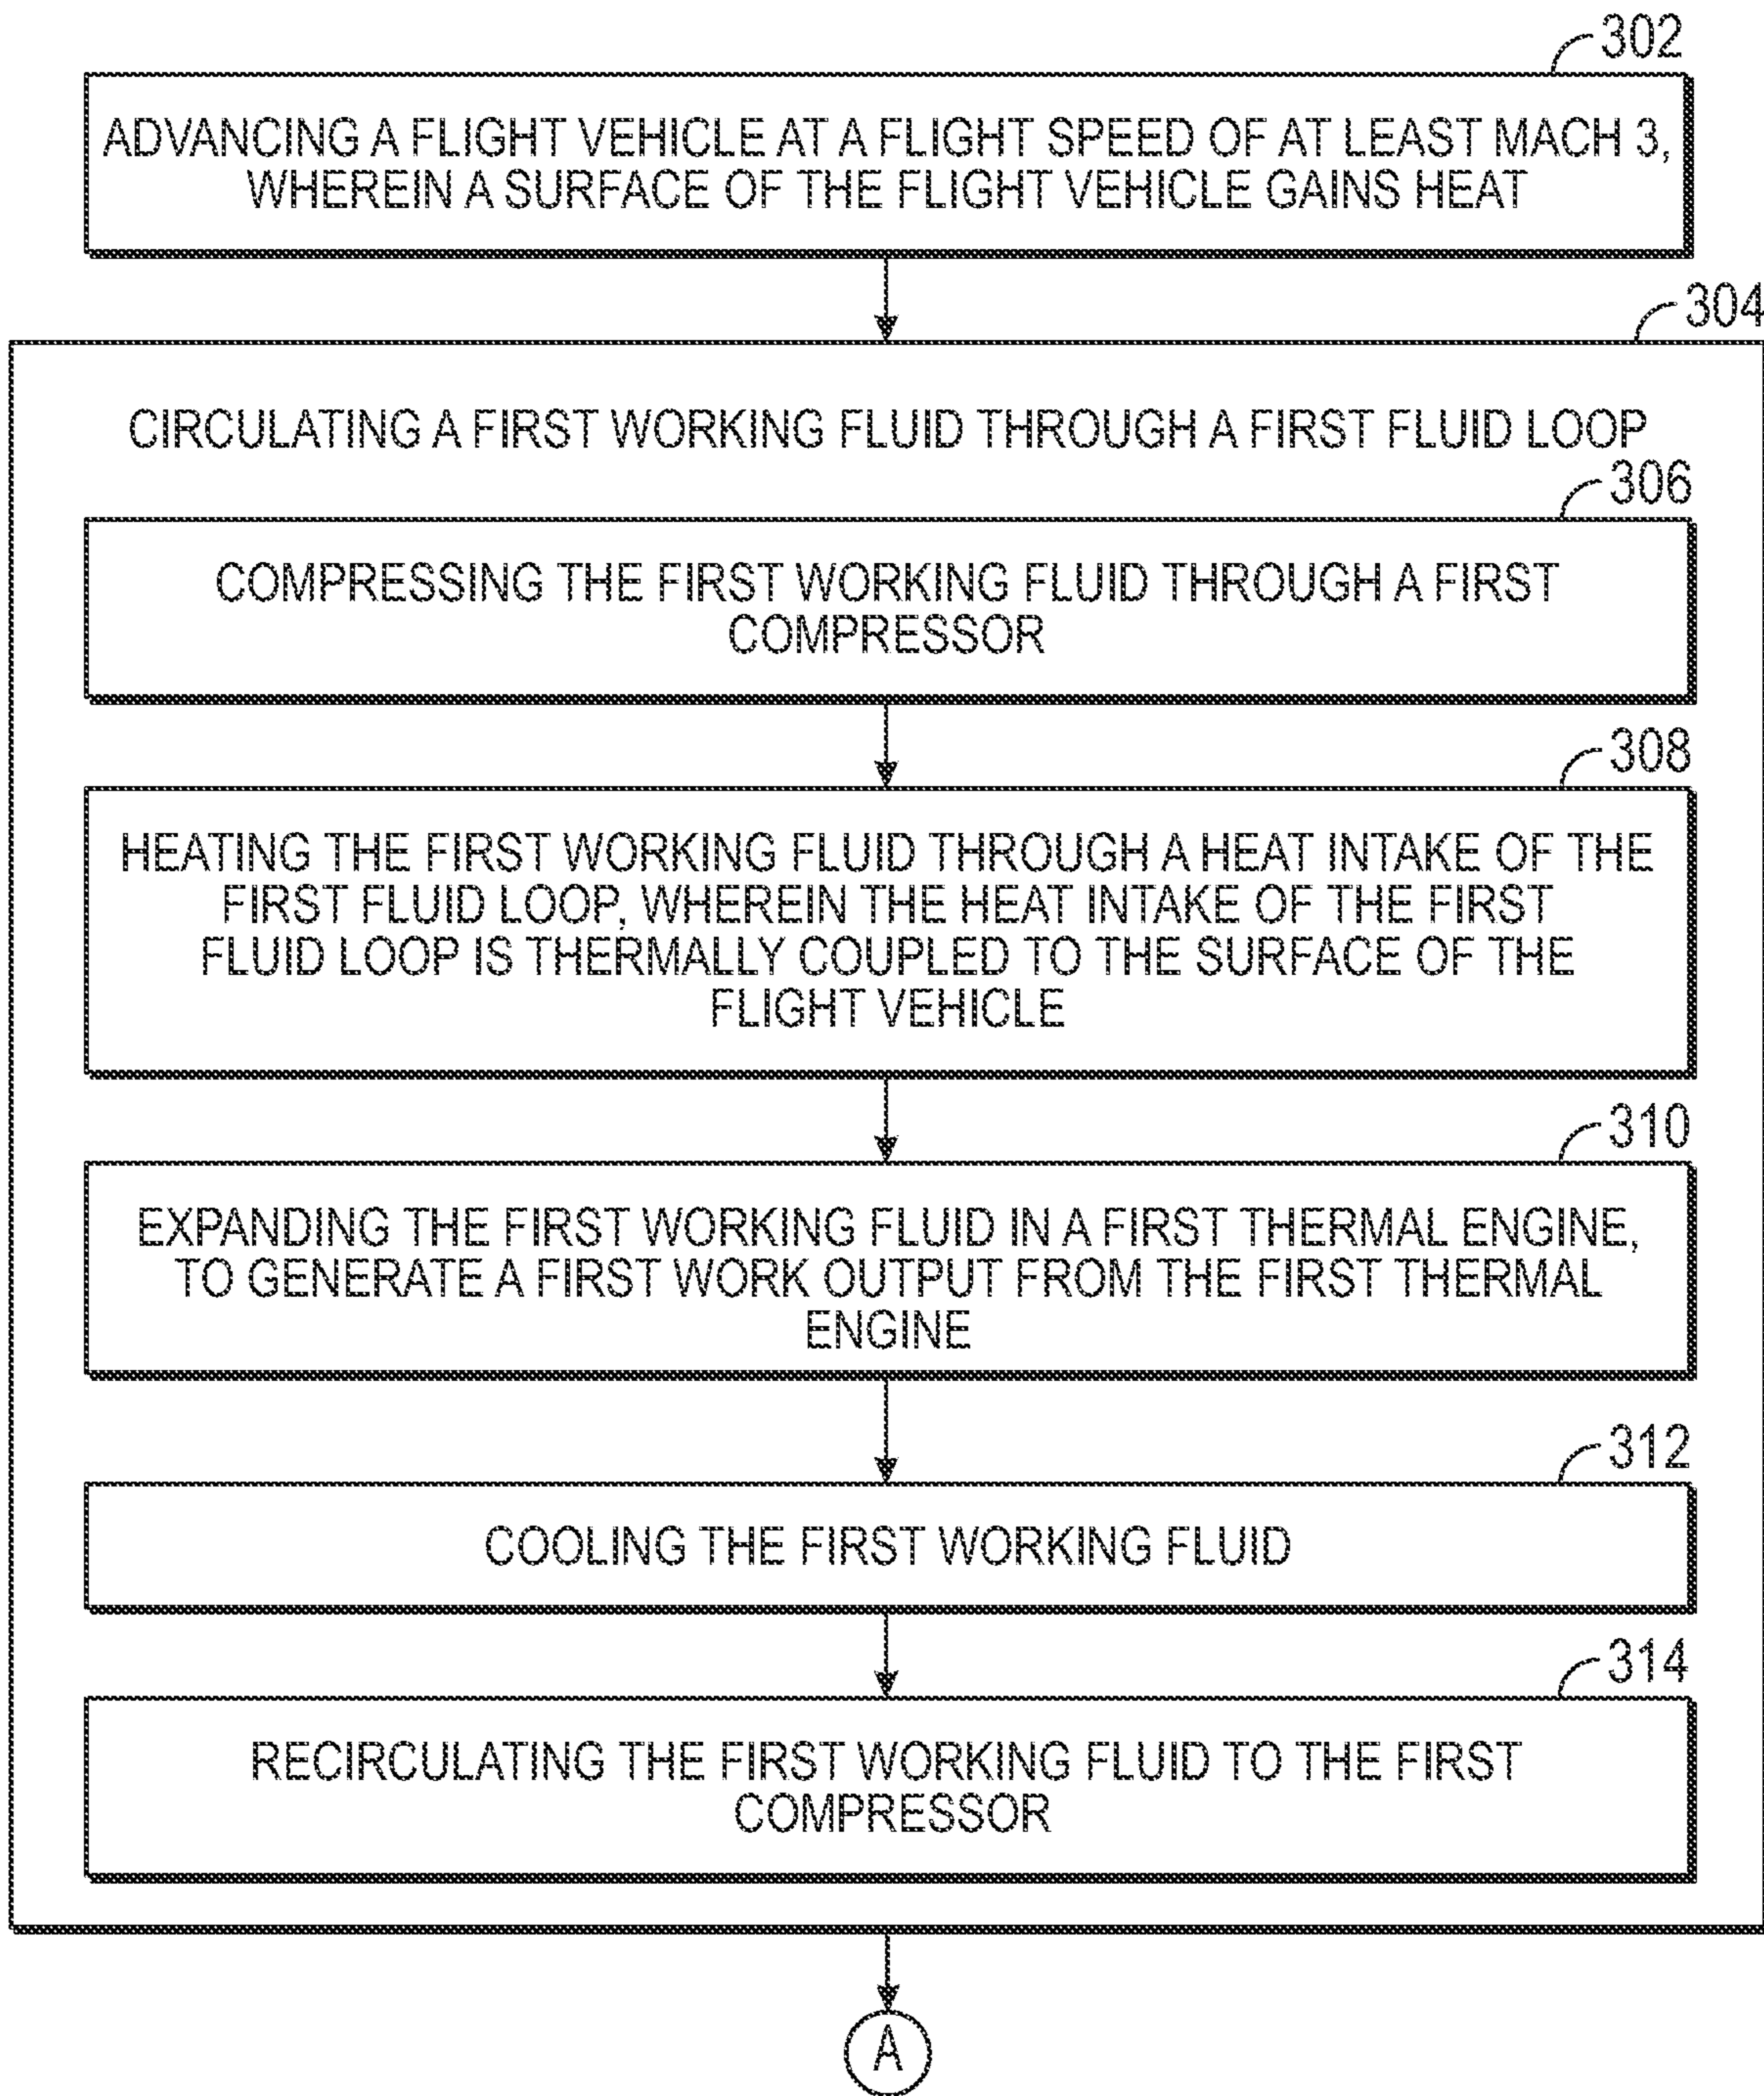 302
ADVANCING A FLIGHT VEHICLE AT A FLIGHT SPEED OF AT LEAST MACH 3,
WHEREIN A SURFACE OF THE FLIGHT VEHICLE GAINS HEAT
304
CIRCULATING A FIRST WORKING FLUID THROUGH A FIRST FLUID LOOP
306
COMPRESSING THE FIRST WORKING FLUID THROUGH A FIRST
COMPRESSOR
308
HEATING THE FIRST WORKING FLUID THROUGH A HEAT INTAKE OF THE
FIRST FLUID LOOP, WHEREIN THE HEAT INTAKE OF THE FIRST
FLUID LOOP IS THERMALLY COUPLED TO THE SURFACE OF THE
FLIGHT VEHICLE
310
EXPANDING THE FIRST WORKING FLUID IN A FIRST THERMAL ENGINE,
TO GENERATE A FIRST WORK OUTPUT FROM THE FIRST THERMAL
ENGINE
312
COOLING THE FIRST WORKING FLUID
314
RECIRCULATING THE FIRST WORKING FLUID TO THE FIRST
COMPRESSOR
A